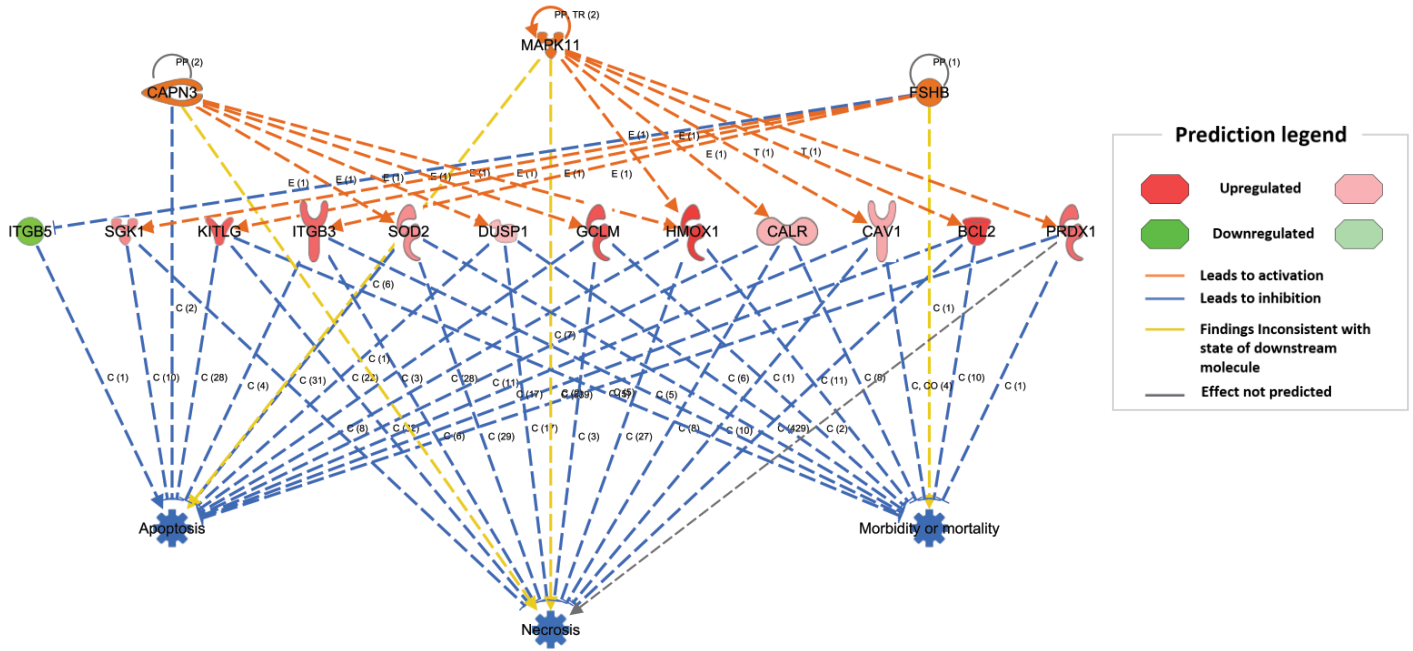 PP, TR (2)
MAPK11
PP (2)
CAPN3
PP (1)
FSHB
E (1)
E (1)
E (1)
T (1)
T (1)
E (1)
E (1)
E (1)
E (1)
E (1)
E (1)
E (1)
E (1)
E (1)
ITGB5
SGK1
KITLG
ITGB3
SOD2
DUSP1
GCLM
HMOX1
CALR
CAV1
BCL2
PRDX1
C (6)
C (2)
C (1)
C (7)
C (1)
C (1)
C (10)
C (28)
C (4)
C (31)
C (22)
C (3)
C (28)
C (11)
C (17)
C (5)
C (6)
C (1)
C (11)
C (8)
C, CO (4)
C (10)
C (1)
C (8)
C (6)
C (29)
C (17)
C (3)
C (27)
C (8)
C (10)
C (429)
C (2)
Apoptosis
Morbidity or mortality
Necrosis
Prediction legend
Upregulated
Downregulated
Leads to activation
Leads to inhibition
Findings Inconsistent with
state of downstream
molecule
Effect not predicted